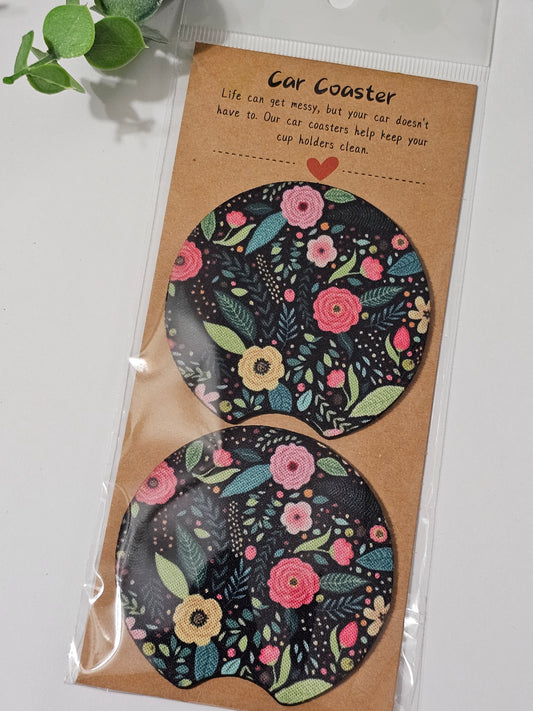 Car Coaster
Life can get messy, but your car doesn't
have to. Our car coasters help keep your
cup holders clean.